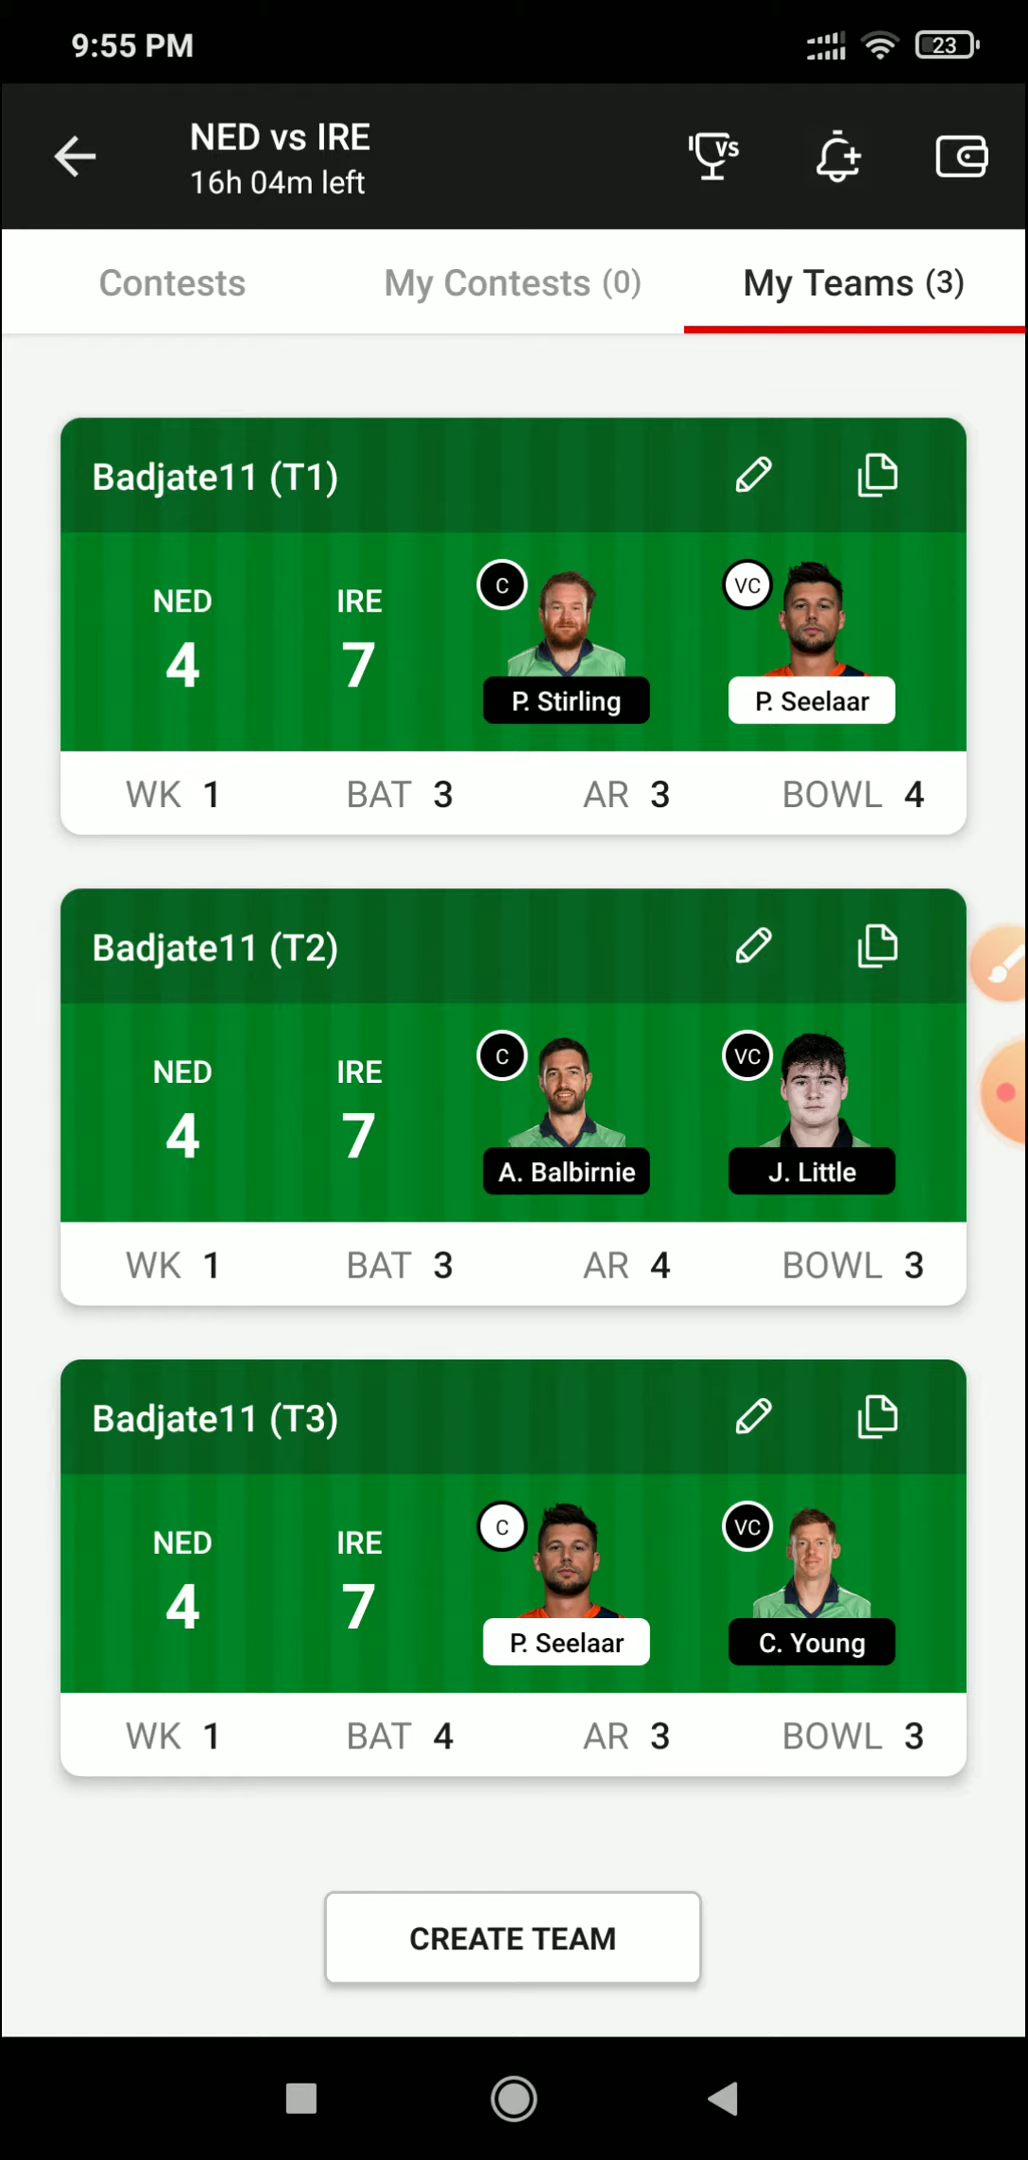 9:55 PM
23
NED vs IRE
16h 04m left
VS
Contests
My Contests (0)
My Teams (3)
Badjate11 (T1)
NED
IRE
C
VC
4
7
P. Stirling
P. Seelaar
WK 1
BAT 3
AR 3
BOWL 4
Badjate11 (T2)
NED
IRE
C
VC
4
7
A. Balbirnie
J. Little
WK 1
BAT 3
AR 4
BOWL 3
Badjate11 (T3)
NED
IRE
C
VC
4
7
P. Seelaar
C. Young
WK 1
BAT 4
AR 3
BOWL 3
CREATE TEAM